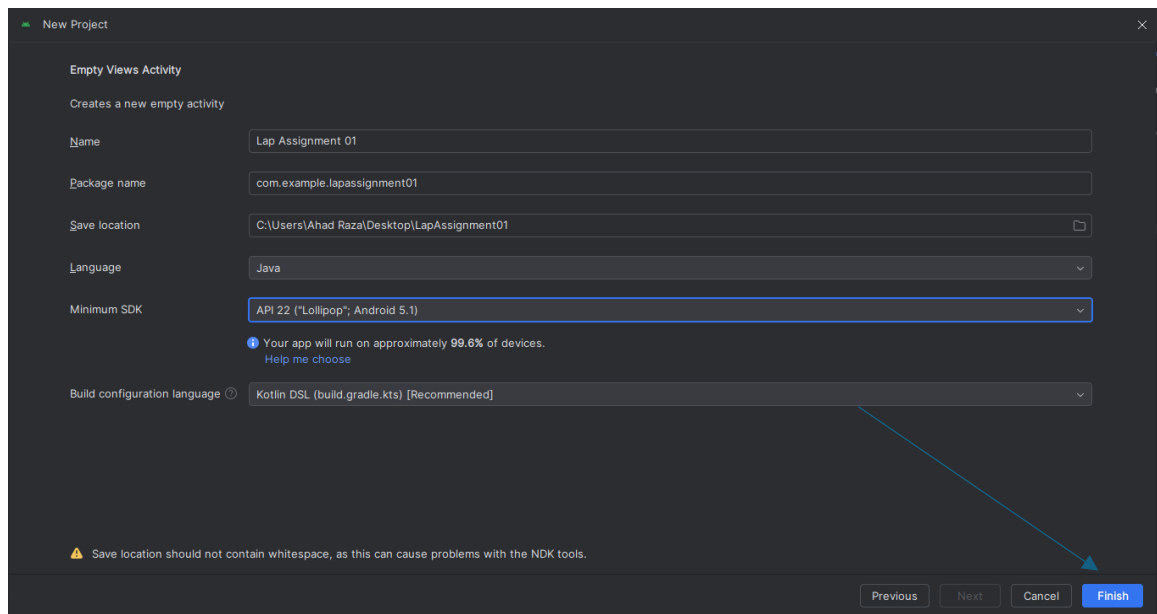 New Project
Empty Views Activity
Creates a new empty activity
Name Lap Assignment 01
Package name com.example.lapassignment01
Save location C:\Users\Ahad Raza\Desktop\LapAssignment01
Language Java
Minimum SDK API 22 ("Lollipop"; Android 5.1)
Your app will run on approximately 99.6% of devices.
Help me choose
Build configuration language ? Kotlin DSL (build.gradle.kts) [Recommended]
Save location should not contain whitespace, as this can cause problems with the NDK tools.
Previous Next Cancel Finish